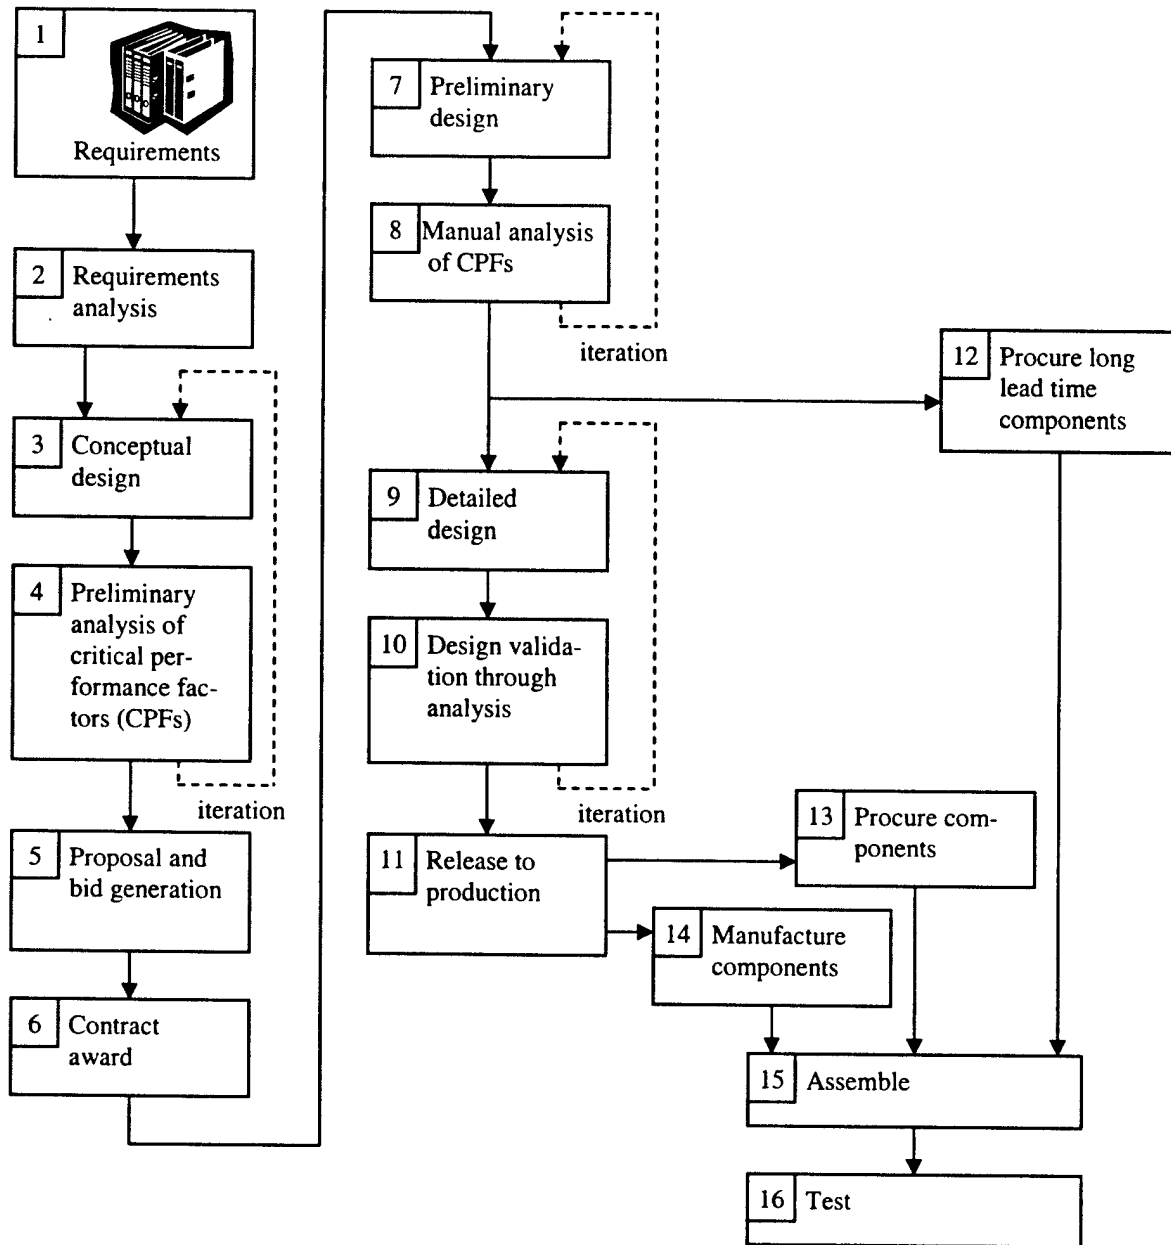 1
Requirements
2 Requirements
analysis
3 Conceptual
design
4 Preliminary
analysis of
critical per-
formance fac-
tors (CPFs)
iteration
5 Proposal and
bid generation
6 Contract
award
7 Preliminary
design
8 Manual analysis
of CPFs
iteration
9 Detailed
design
10 Design valida-
tion through
analysis
iteration
11 Release to
production
12 Procure long
lead time
components
13 Procure com-
ponents
14 Manufacture
components
15 Assemble
16 Test